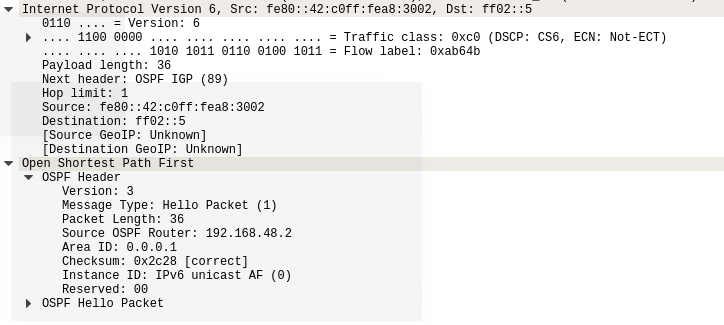 Internet Protocol Version 6, Src: fe80::42:c0ff:fea8:3002, Dst: ff02::5
0110 .... = Version: 6
.... 1100 0000 .... .... .... .... .... = Traffic class: 0xc0 (DSCP: CS6, ECN: Not-ECT)
.... .... .... 1010 1011 0110 0100 1011 = Flow label: 0xab64b
Payload length: 36
Next header: OSPF IGP (89)
Hop limit: 1
Source: fe80::42:c0ff:fea8:3002
Destination: ff02::5
[Source GeoIP: Unknown]
[Destination GeoIP: Unknown]
Open Shortest Path First
OSPF Header
Version: 3
Message Type: Hello Packet (1)
Packet Length: 36
Source OSPF Router: 192.168.48.2
Area ID: 0.0.0.1
Checksum: 0x2c28 [correct]
Instance ID: IPv6 unicast AF (0)
Reserved: 00
OSPF Hello Packet